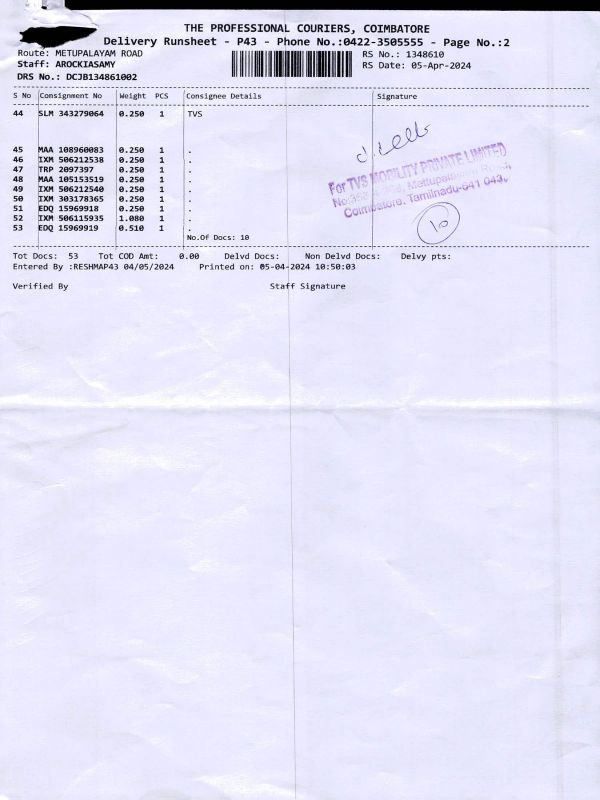 THE PROFESSIONAL COURIERS, COIMBATORE
Delivery Runsheet - P43 - Phone No.:0422-3505555 - Page No.:2
Route: METUPALAYAM ROAD RS No.: 1348610
Staff: AROCKIASAMY RS Date: 05-Apr-2024
DRS No.: DCJB134861002
S No Consignment No Weight PCS Consignee Details Signature
44 SLM 343279064 0.250 1 TVS
45 MAA 108960083 0.250 1 .
46 IXM 506212538 0.250 1 .
47 TRP 2097397 0.250 1 .
48 MAA 105153519 0.250 1 .
49 IXM 506212540 0.250 1 .
50 IXM 303178365 0.250 1 .
51 EDQ 15969918 0.250 1 .
52 IXM 506115935 1.080 1 .
53 EDQ 15969919 0.510 1 .
No.Of Docs: 10
For TVS MOBILITY PRIVATE LIMITED
Mettupalayam Road,
Coimbatore, Tamilnadu-641 043.
10
Tot Docs: 53 Tot COD Amt: 0.00 Delvd Docs: Non Delvd Docs: Delvy pts:
Entered By :RESHMAP43 04/05/2024 Printed on: 05-04-2024 10:50:03
Verified By Staff Signature